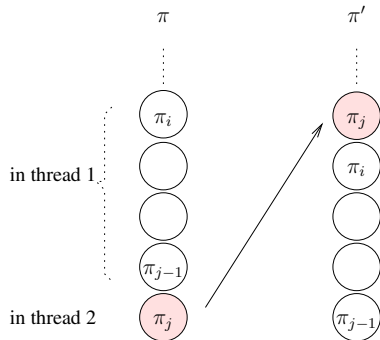 π π′
π_i π_j
in thread 1 π_i
π_{j−1}
in thread 2 π_j π_{j−1}